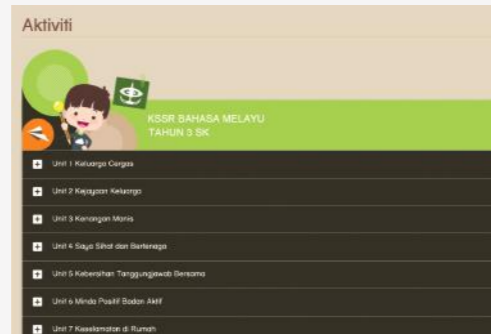 Aktiviti
KSSR BAHASA MELAYU
TAHUN 3 SK
Unit 1 Keluarga Cergas
Unit 2 Kejayaan Keluarga
Unit 3 Kenangan Manis
Unit 4 Saya Sihat dan Bertenaga
Unit 5 Kebersihan Tanggungjawab Bersama
Unit 6 Minda Positif Badan Aktif
Unit 7 Keselamatan di Rumah